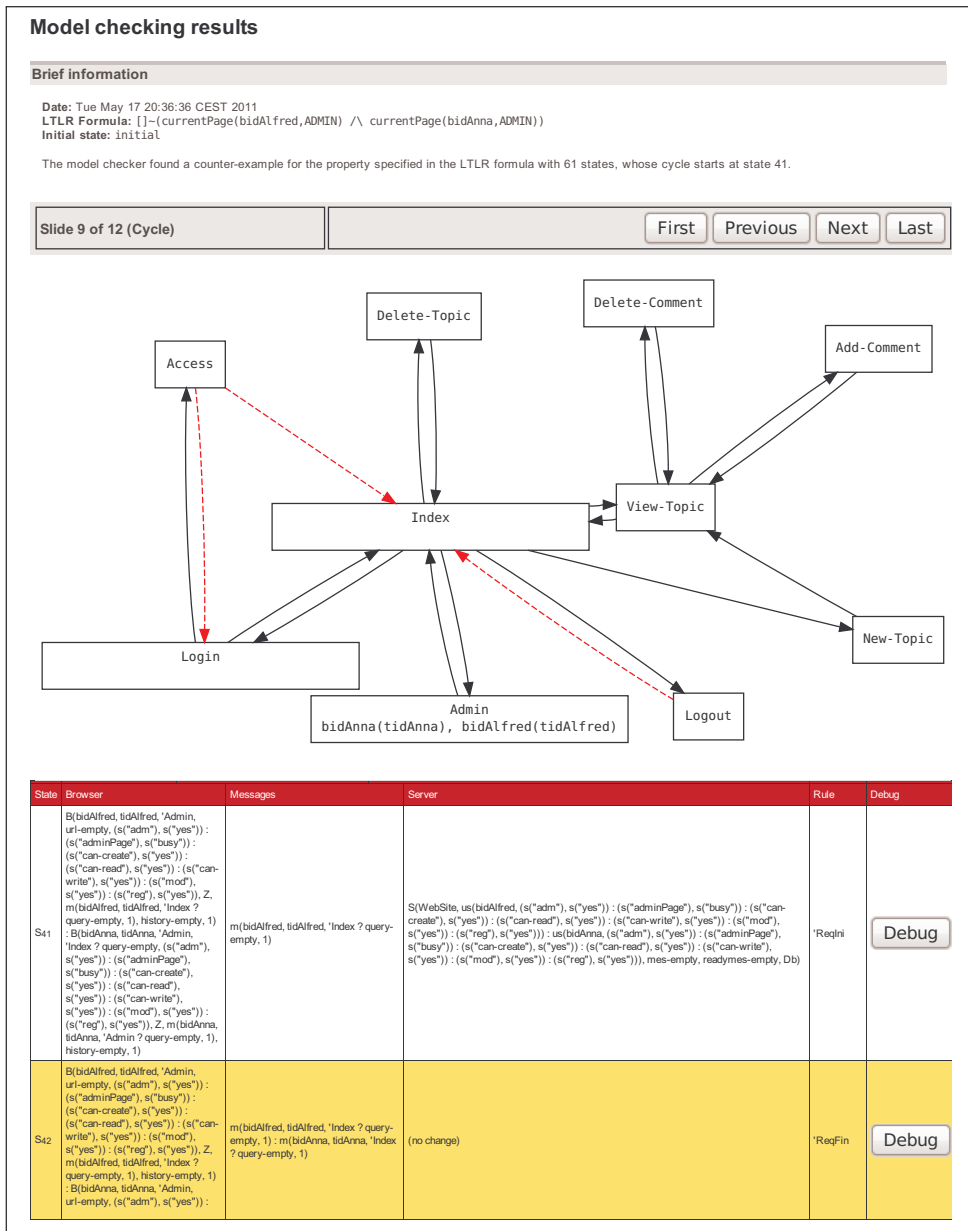 Model checking results
Brief information
Date: Tue May 17 20:36:36 CEST 2011
LTLR Formula: []~(currentPage(bidAlfred,ADMIN) /\ currentPage(bidAnna,ADMIN))
Initial state: initial
The model checker found a counter-example for the property specified in the LTLR formula with 61 states, whose cycle starts at state 41.
Slide 9 of 12 (Cycle)
First Previous Next Last
Delete-Comment
Delete-Topic
Add-Comment
Access
View-Topic
Index
New-Topic
Login
Admin
bidAnna(tidAnna), bidAlfred(tidAlfred)
Logout
State Browser Messages Server Rule Debug
S41
B(bidAlfred, tidAlfred, 'Admin,
url-empty, (s("adm"), s("yes")) :
(s("adminPage"), s("busy")) :
(s("can-create"), s("yes")) :
(s("can-read"), s("yes")) : (s("can-
write"), s("yes")) : (s("mod"),
s("yes")) : (s("reg"), s("yes")), Z,
m(bidAlfred, tidAlfred, 'Index ?
query-empty, 1), history-empty, 1)
: B(bidAnna, tidAnna, 'Admin,
'Index ? query-empty, (s("adm"),
s("yes")) : (s("adminPage"),
s("busy")) : (s("can-create"),
s("yes")) : (s("can-read"),
s("yes")) : (s("can-write"),
s("yes")) : (s("mod"), s("yes")) :
(s("reg"), s("yes")), Z, m(bidAnna,
tidAnna, 'Admin ? query-empty, 1),
history-empty, 1)
m(bidAlfred, tidAlfred, 'Index ? query-
empty, 1)
S(WebSite, us(bidAlfred, (s("adm"), s("yes")) : (s("adminPage"), s("busy")) : (s("can-
create"), s("yes")) : (s("can-read"), s("yes")) : (s("can-write"), s("yes")) : (s("mod"),
s("yes")) : (s("reg"), s("yes"))) : us(bidAnna, (s("adm"), s("yes")) : (s("adminPage"),
s("busy")) : (s("can-create"), s("yes")) : (s("can-read"), s("yes")) : (s("can-write"),
s("yes")) : (s("mod"), s("yes")) : (s("reg"), s("yes"))), mes-empty, readymes-empty, Db)
'ReqIni
Debug
S42
B(bidAlfred, tidAlfred, 'Admin,
url-empty, (s("adm"), s("yes")) :
(s("adminPage"), s("busy")) :
(s("can-create"), s("yes")) :
(s("can-read"), s("yes")) : (s("can-
write"), s("yes")) : (s("mod"),
s("yes")) : (s("reg"), s("yes")), Z,
m(bidAlfred, tidAlfred, 'Index ?
query-empty, 1), history-empty, 1)
: B(bidAnna, tidAnna, 'Admin,
url-empty, (s("adm"), s("yes")) :
m(bidAlfred, tidAlfred, 'Index ? query-
empty, 1) : m(bidAnna, tidAnna, 'Index
? query-empty, 1)
(no change)
'ReqFin
Debug